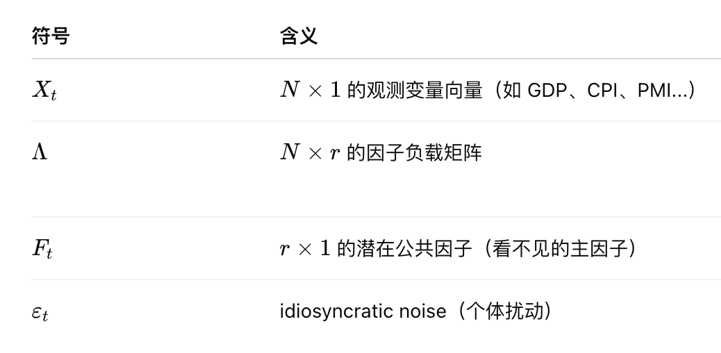 符号 含义
X_t N × 1 的观测变量向量（如 GDP、CPI、PMI...）
Λ N × r 的因子负载矩阵
F_t r × 1 的潜在公共因子（看不见的主因子）
ε_t idiosyncratic noise（个体扰动）